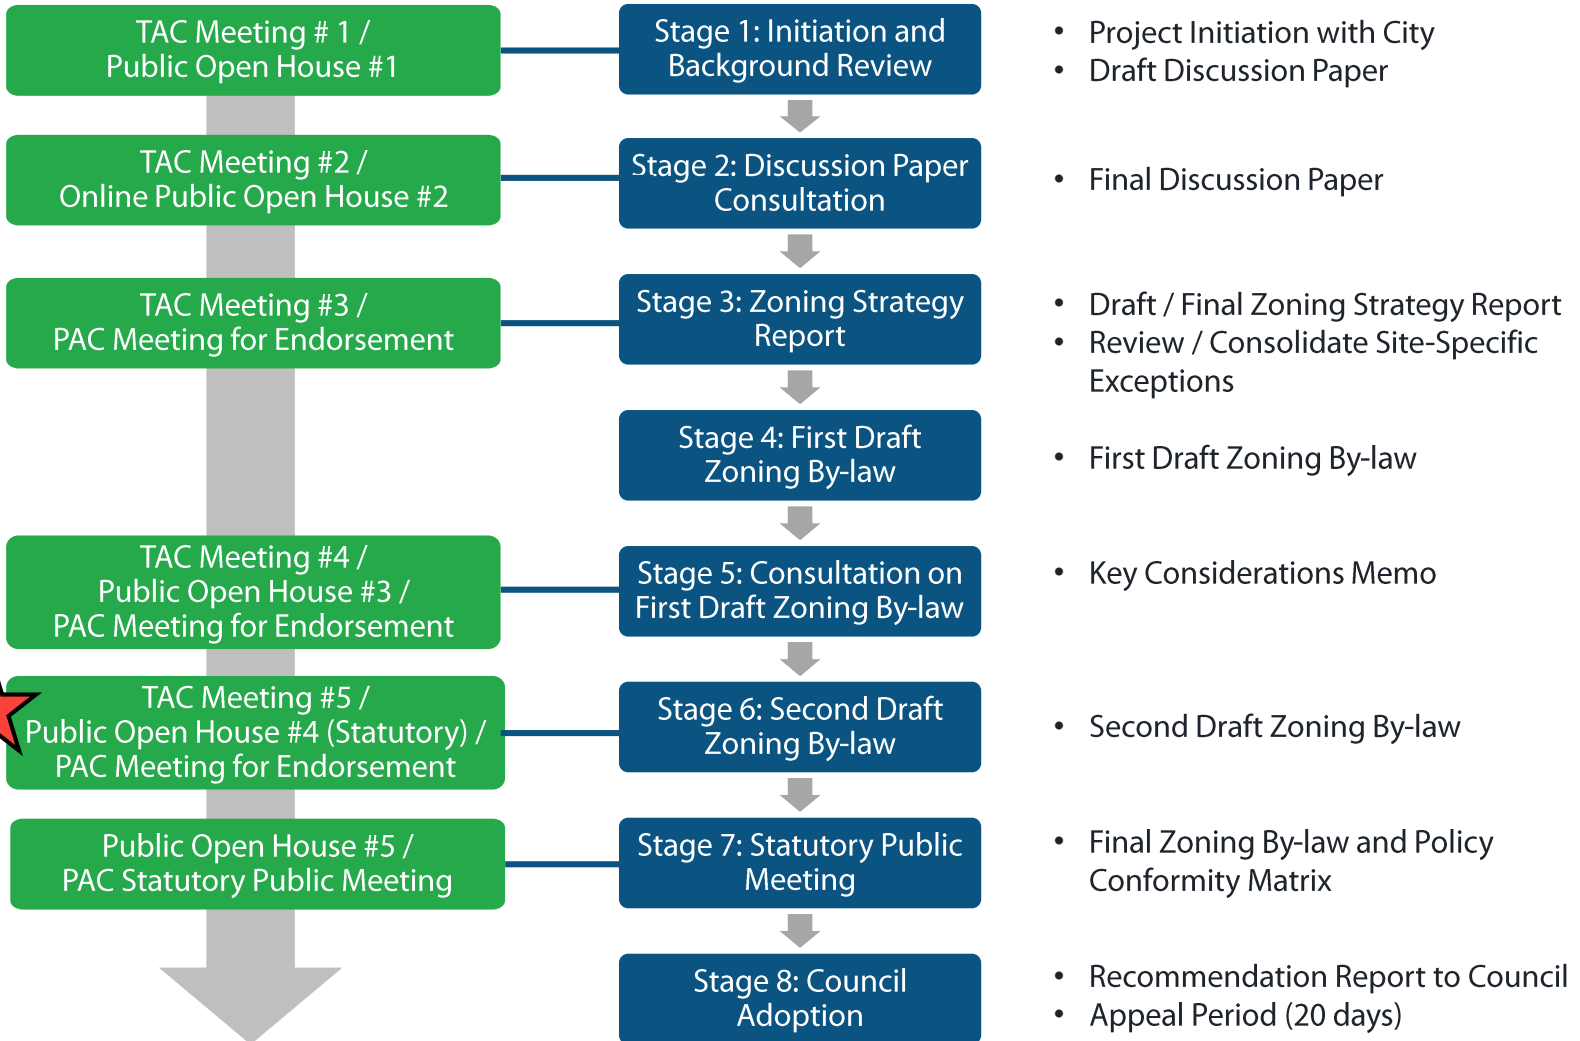 TAC Meeting # 1 /
Public Open House #1
Stage 1: Initiation and
Background Review
• Project Initiation with City
• Draft Discussion Paper
TAC Meeting #2 /
Online Public Open House #2
Stage 2: Discussion Paper
Consultation
• Final Discussion Paper
TAC Meeting #3 /
PAC Meeting for Endorsement
Stage 3: Zoning Strategy
Report
• Draft / Final Zoning Strategy Report
• Review / Consolidate Site-Specific
Exceptions
Stage 4: First Draft
Zoning By-law
• First Draft Zoning By-law
TAC Meeting #4 /
Public Open House #3 /
PAC Meeting for Endorsement
Stage 5: Consultation on
First Draft Zoning By-law
• Key Considerations Memo
TAC Meeting #5 /
Public Open House #4 (Statutory) /
PAC Meeting for Endorsement
Stage 6: Second Draft
Zoning By-law
• Second Draft Zoning By-law
Public Open House #5 /
PAC Statutory Public Meeting
Stage 7: Statutory Public
Meeting
• Final Zoning By-law and Policy
Conformity Matrix
Stage 8: Council
Adoption
• Recommendation Report to Council
• Appeal Period (20 days)